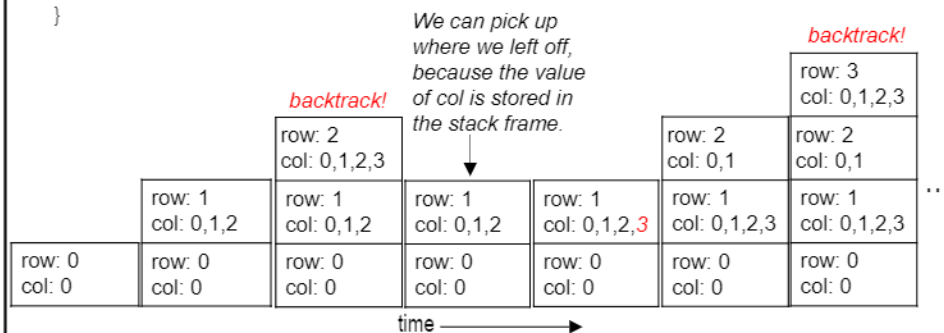 }
We can pick up
where we left off,
because the value
of col is stored in
the stack frame.
backtrack!
backtrack!
row: 3
col: 0,1,2,3
row: 2
col: 0,1,2,3
row: 2
col: 0,1
row: 2
col: 0,1
row: 1
col: 0,1,2
row: 1
col: 0,1,2
row: 1
col: 0,1,2
row: 1
col: 0,1,2,3
row: 1
col: 0,1,2,3
row: 1
col: 0,1,2,3
..
row: 0
col: 0
row: 0
col: 0
row: 0
col: 0
row: 0
col: 0
row: 0
col: 0
row: 0
col: 0
row: 0
col: 0
time